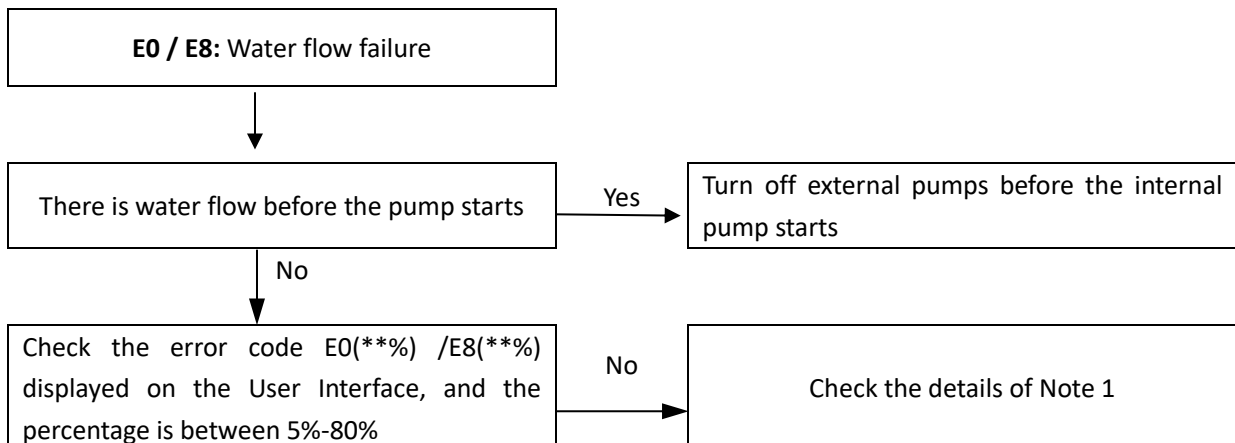 E0 / E8: Water flow failure
There is water flow before the pump starts
Yes
Turn off external pumps before the internal
pump starts
No
Check the error code E0(**%) /E8(**%)
displayed on the User Interface, and the
percentage is between 5%-80%
No
Check the details of Note 1